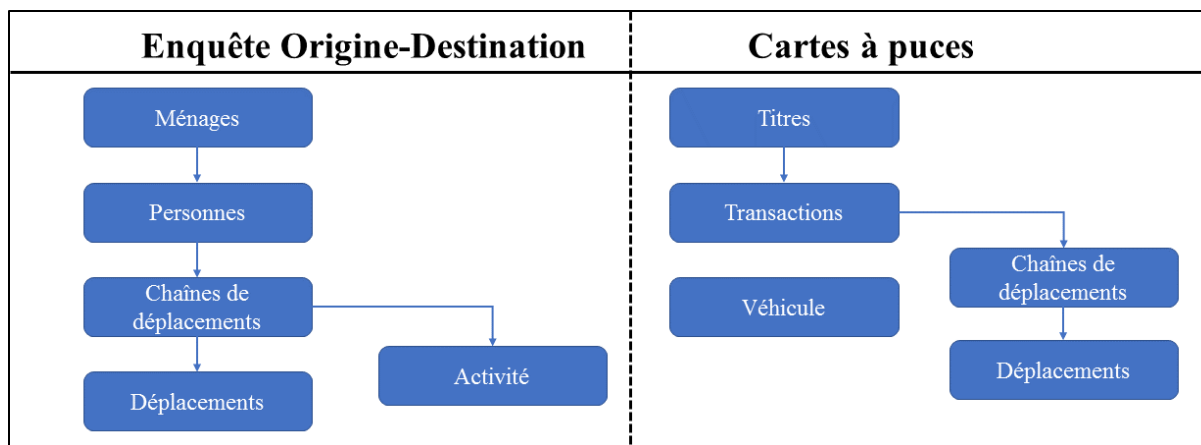 Enquête Origine-Destination
Ménages
Personnes
Chaînes de
déplacements
Activité
Déplacements
Cartes à puces
Titres
Transactions
Chaînes de
déplacements
Véhicule
Déplacements